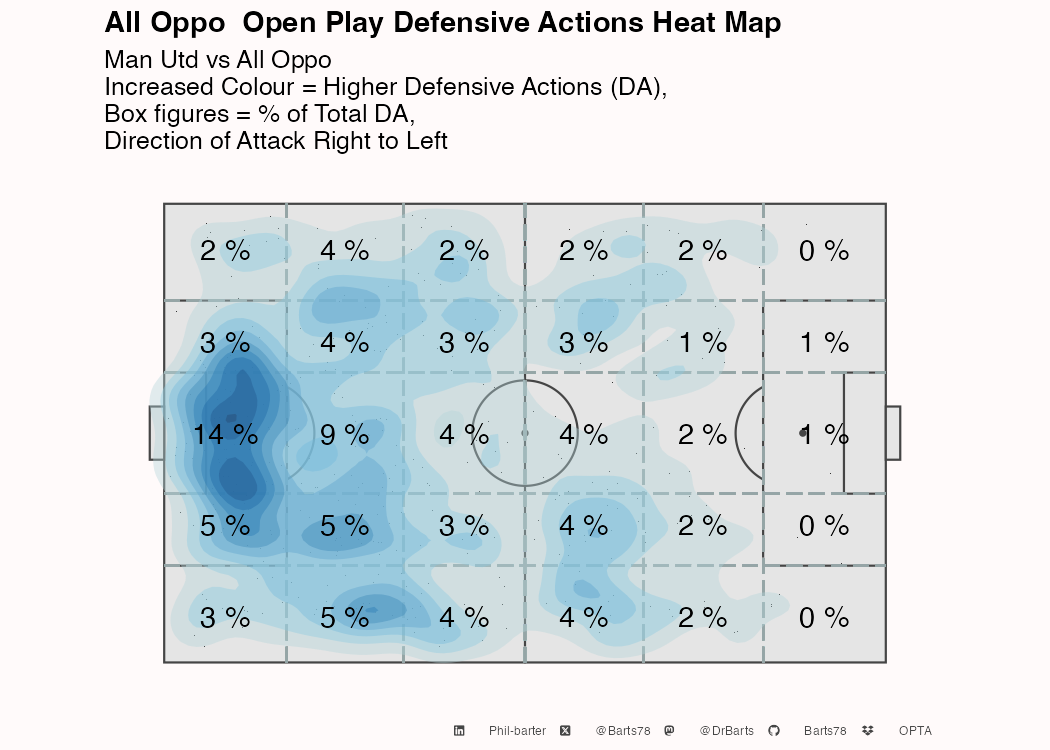 All Oppo  Open Play Defensive Actions Heat Map
Man Utd vs All Oppo
Increased Colour = Higher Defensive Actions (DA),
Box figures = % of Total DA,
Direction of Attack Right to Left
2 % 4 % 2 % 2 % 2 % 0 %
3 % 4 % 3 % 3 % 1 % 1 %
14 % 9 % 4 % 4 % 2 % 1 %
5 % 5 % 3 % 4 % 2 % 0 %
3 % 5 % 4 % 4 % 2 % 0 %
Phil-barter @Barts78 @DrBarts Barts78 OPTA